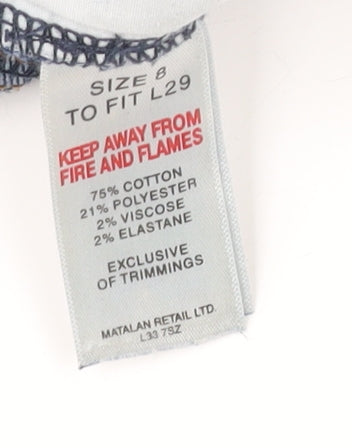 SIZE 8
TO FIT L29
KEEP AWAY FROM
FIRE AND FLAMES
75% COTTON
21% POLYESTER
2% VISCOSE
2% ELASTANE
EXCLUSIVE
OF TRIMMINGS
MATALAN RETAIL LTD.
L33 7SZ